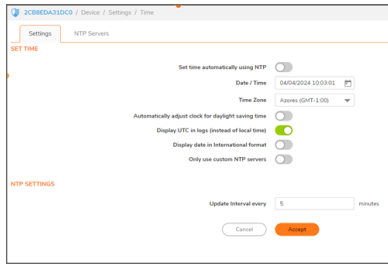 2CB8EDA31DC0 / Device / Settings / Time
Settings
NTP Servers
SET TIME
Set time automatically using NTP
Date / Time
04/04/2024 10:03:01
Time Zone
Azores (GMT-1:00)
Automatically adjust clock for daylight saving time
Display UTC in logs (instead of local time)
Display date in International format
Only use custom NTP servers
NTP SETTINGS
Update Interval every
5
minutes
Cancel
Accept